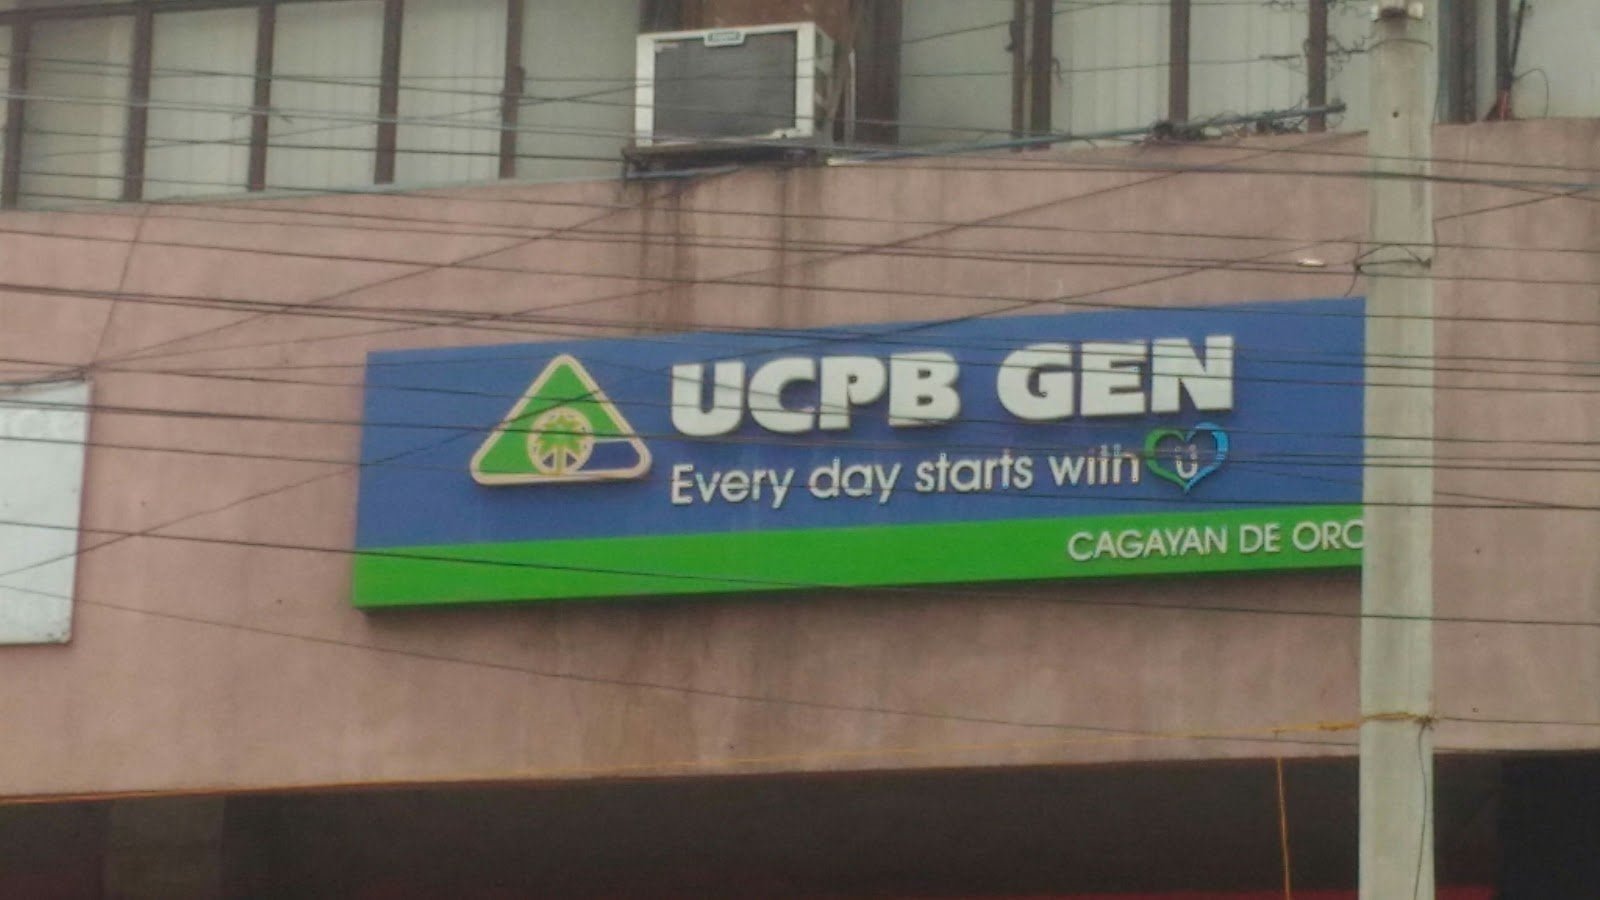 UCPB GEN
Every day starts with U
CAGAYAN DE ORO